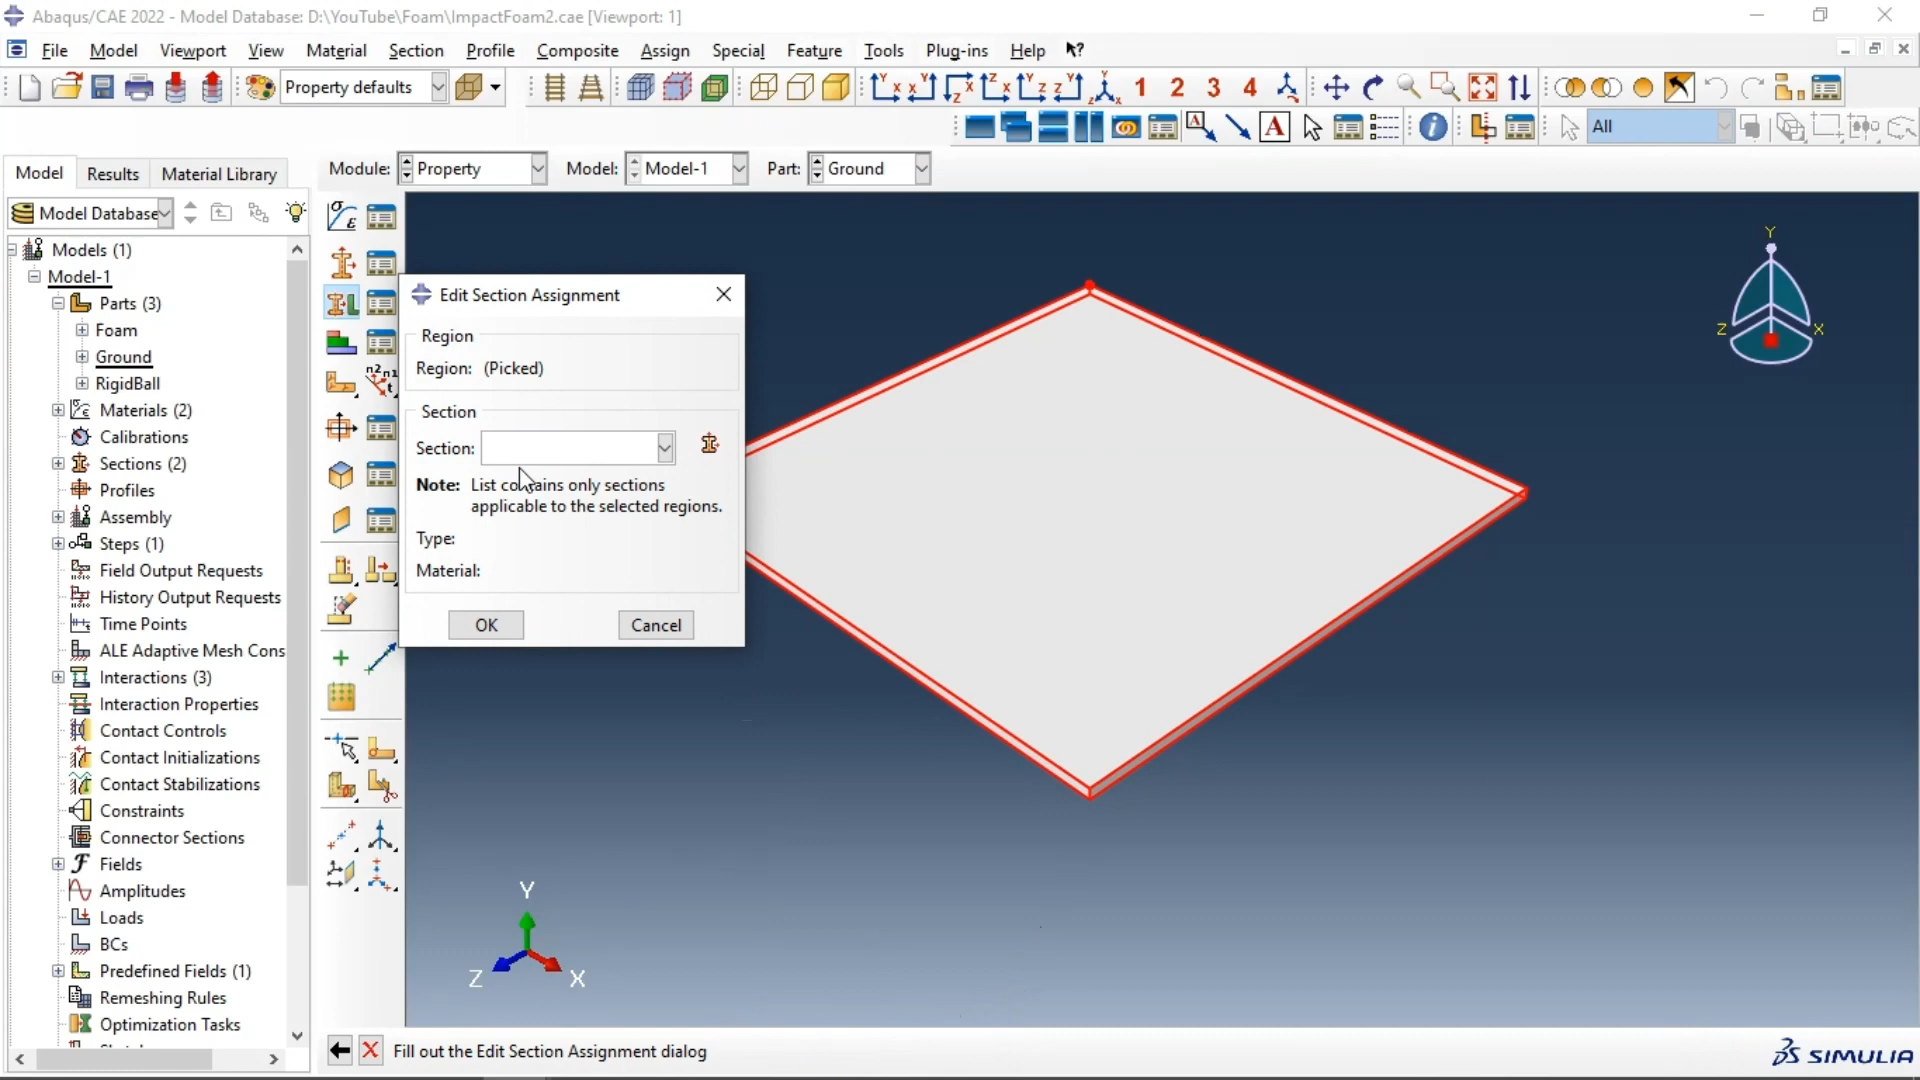 Abaqus/CAE 2022 - Model Database: D:\YouTube\Foam\ImpactFoam2.cae [Viewport: 1]
File Model Viewport View Material Section Profile Composite Assign Special Feature Tools Plug-ins Help
Property defaults
1 2 3 4
All
Model Results Material Library
Module: Property Model: Model-1 Part: Ground
Model Database
Models (1)
Model-1
Parts (3)
Foam
Ground
RigidBall
Materials (2)
Calibrations
Sections (2)
Profiles
Assembly
Steps (1)
Field Output Requests
History Output Requests
Time Points
ALE Adaptive Mesh Cons
Interactions (3)
Interaction Properties
Contact Controls
Contact Initializations
Contact Stabilizations
Constraints
Connector Sections
Fields
Amplitudes
Loads
BCs
Predefined Fields (1)
Remeshing Rules
Optimization Tasks
Edit Section Assignment
Region
Region: (Picked)
Section
Section:
Note: List contains only sections
applicable to the selected regions.
Type:
Material:
OK Cancel
Y
Z X
Y
Z X
Fill out the Edit Section Assignment dialog
SIMULIA